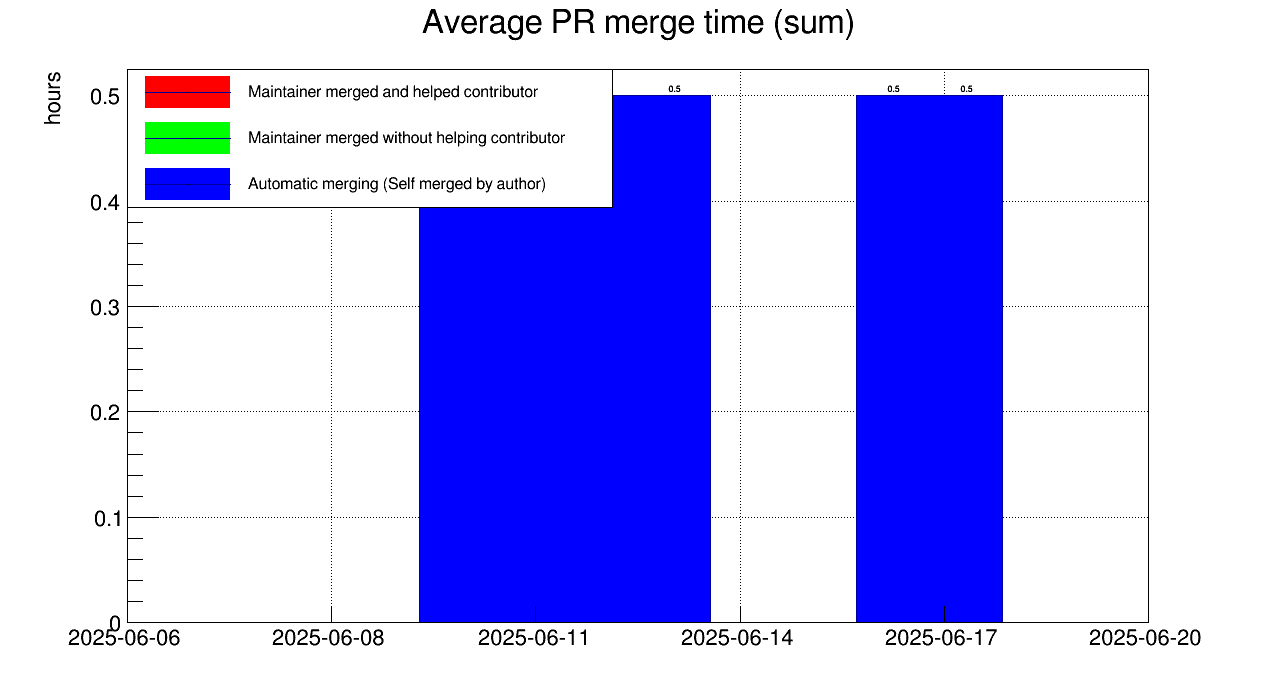 Average PR merge time (sum)
hours
Maintainer merged and helped contributor
Maintainer merged without helping contributor
Automatic merging (Self merged by author)
0.5 0.5 0.5
0.5
0.4
0.3
0.2
0.1
0
2025-06-06 2025-06-08 2025-06-11 2025-06-14 2025-06-17 2025-06-20